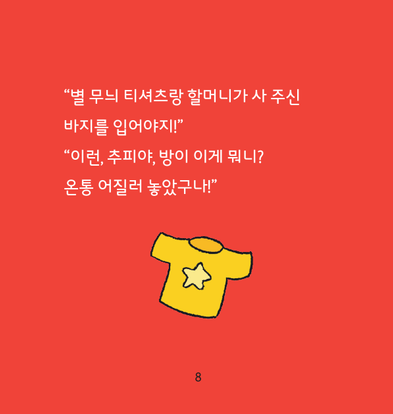 “별 무늬 티셔츠랑 할머니가 사 주신
바지를 입어야지!”
“이런, 추피야, 방이 이게 뭐니?
온통 어질러 놓았구나!”
8